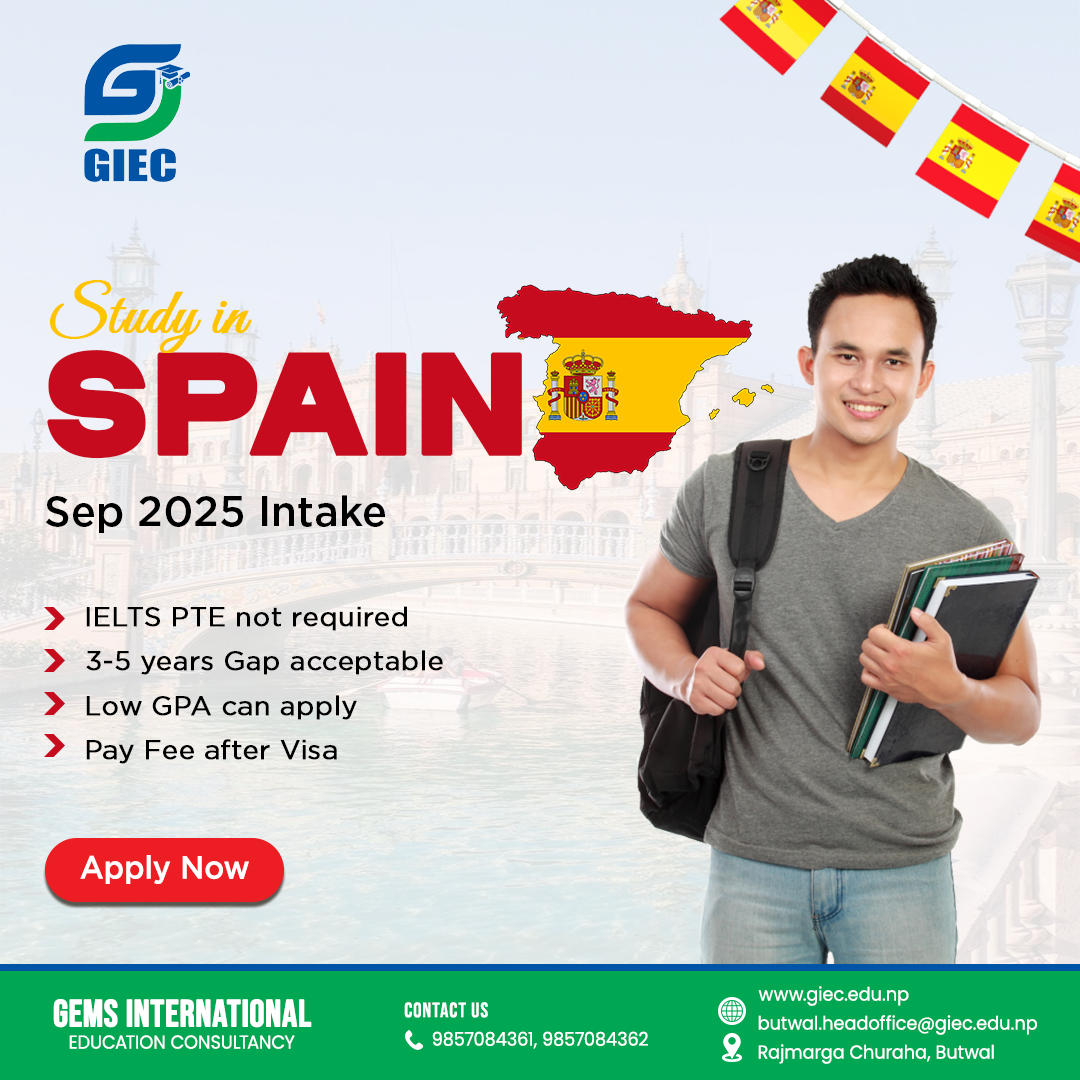 GIEC
Study in
SPAIN
Sep 2025 Intake
IELTS PTE not required
3-5 years Gap acceptable
Low GPA can apply
Pay Fee after Visa
Apply Now
GEMS INTERNATIONAL
EDUCATION CONSULTANCY
CONTACT US
9857084361, 9857084362
www.giec.edu.np
butwal.headoffice@giec.edu.np
Rajmarga Churaha, Butwal